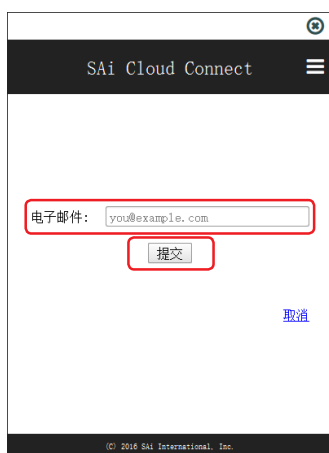 SAi Cloud Connect
电子邮件: you@example.com
提交
取消
(C) 2016 SAi International, Inc.